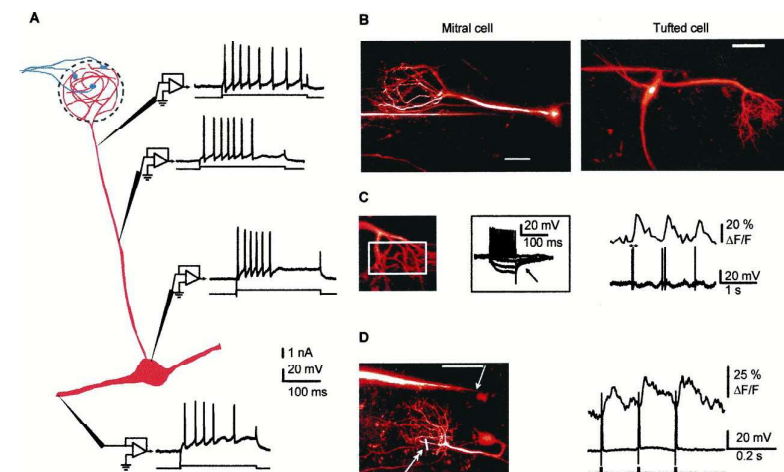 A
1 nA
20 mV
100 ms
B
Mitral cell
Tufted cell
C
20 mV
100 ms
20 %
ΔF/F
20 mV
1 s
D
25 %
ΔF/F
20 mV
0.2 s